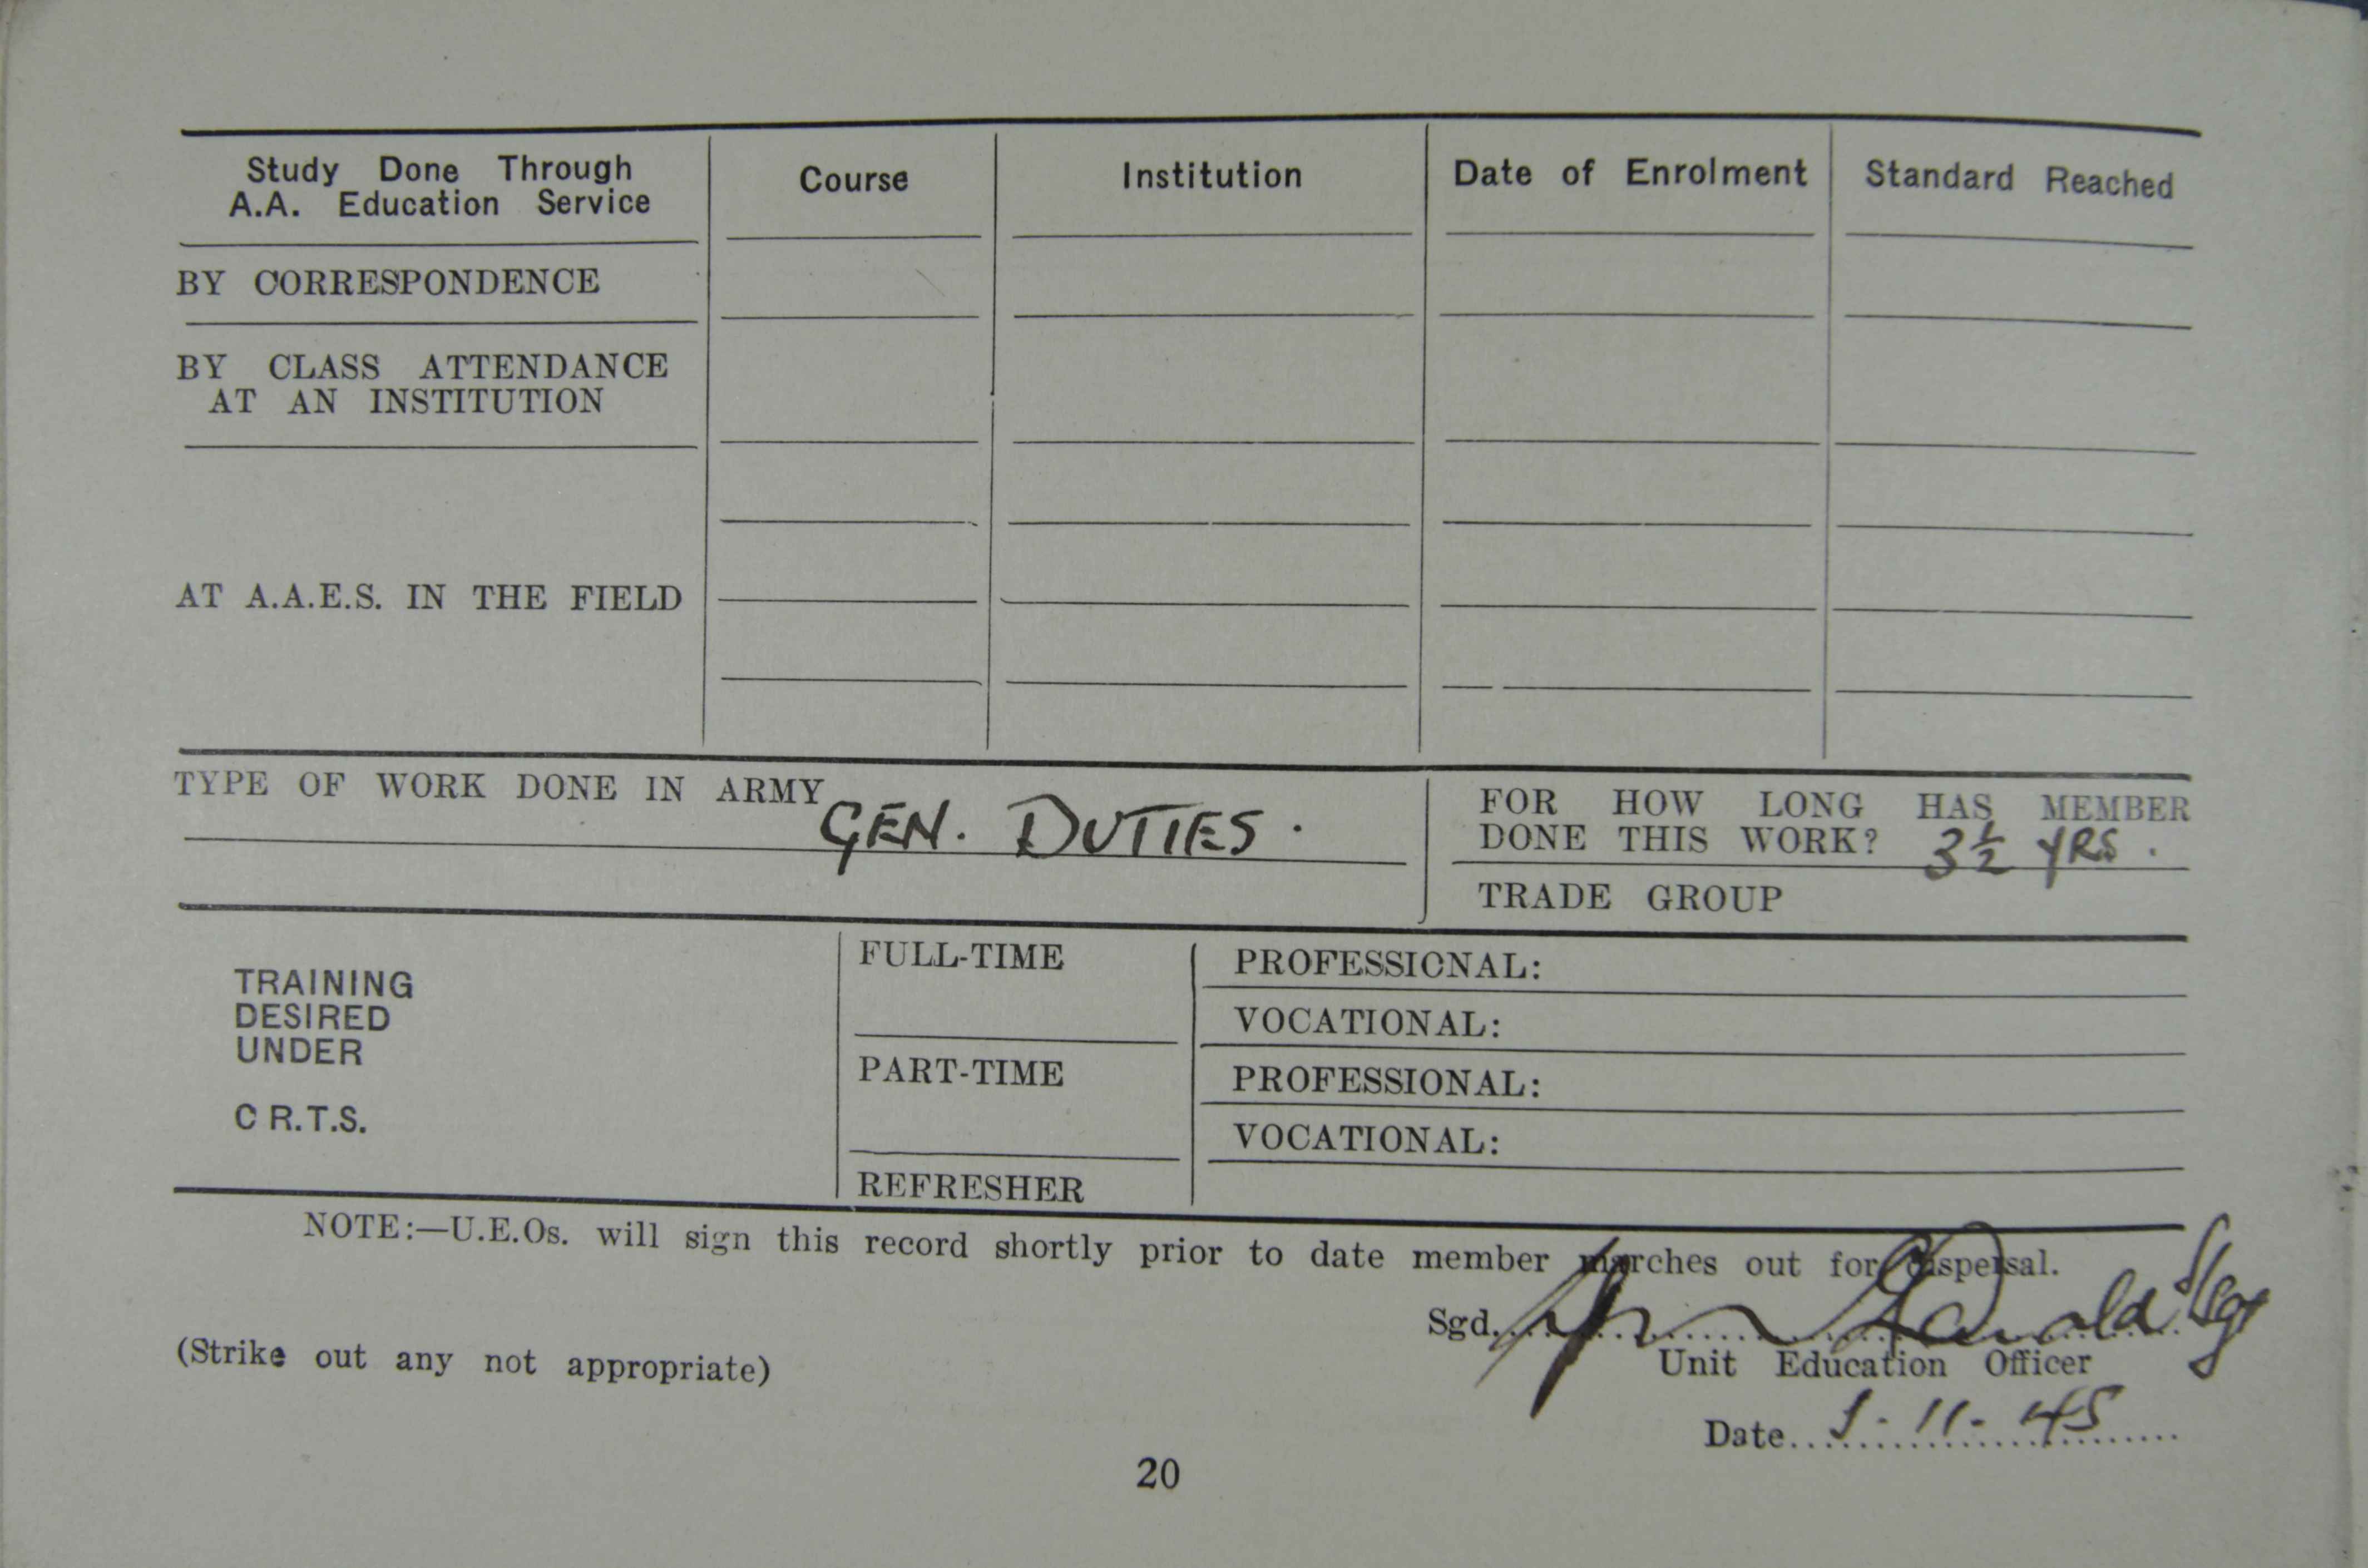 Study Done Through
A.A. Education Service
Course
Institution
Date of Enrolment
Standard Reached
BY CORRESPONDENCE
BY CLASS ATTENDANCE
AT AN INSTITUTION
AT A.A.E.S. IN THE FIELD
TYPE OF WORK DONE IN ARMY
GEN. DUTIES.
FOR HOW LONG HAS MEMBER
DONE THIS WORK? 3½ YRS.
TRADE GROUP
TRAINING
DESIRED
UNDER
C R.T.S.
FULL-TIME
PROFESSIONAL:
VOCATIONAL:
PART-TIME
PROFESSIONAL:
VOCATIONAL:
REFRESHER
NOTE:—U.E.Os. will sign this record shortly prior to date member marches out for dispersal.
Sgd.
Unit Education Officer
(Strike out any not appropriate)
Date 1-11-45
20